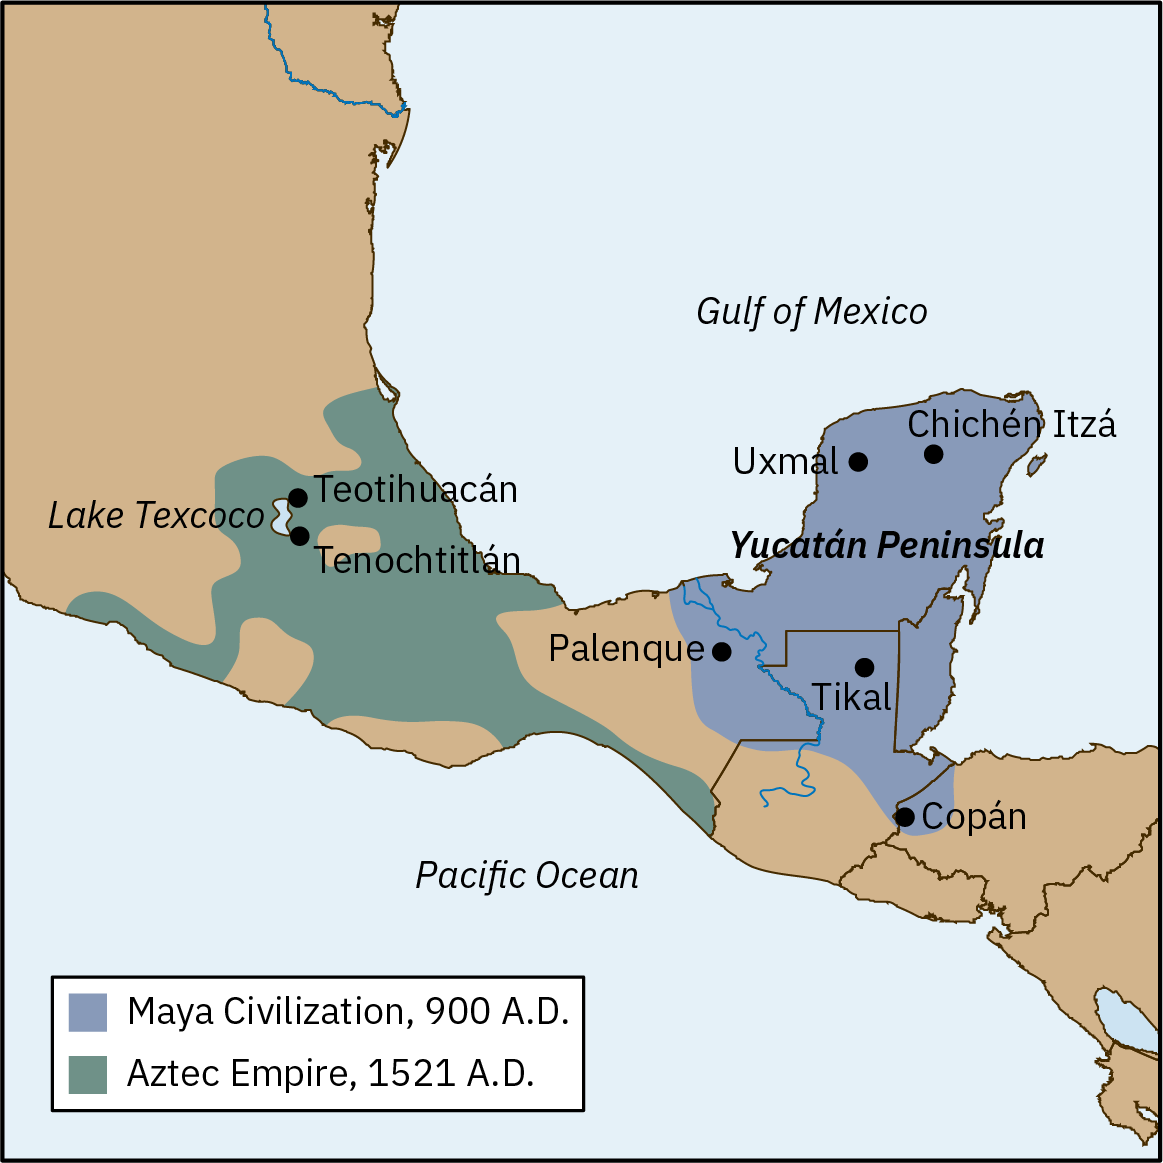 Gulf of Mexico
Chichén Itzá
Uxmal
Teotihuacán
Lake Texcoco
Yucatán Peninsula
Tenochtitlán
Palenque
Tikal
Copán
Pacific Ocean
Maya Civilization, 900 A.D.
Aztec Empire, 1521 A.D.